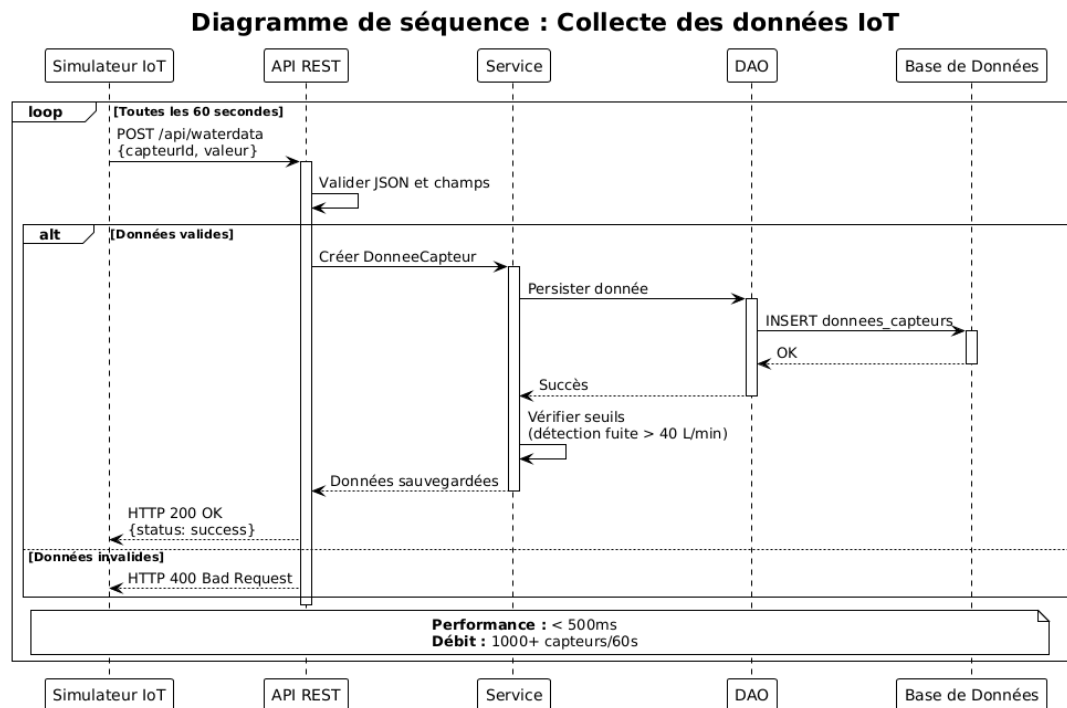 Diagramme de séquence : Collecte des données IoT
Simulateur IoT
API REST
Service
DAO
Base de Données
loop
[Toutes les 60 secondes]
POST /api/waterdata
{capteurId, valeur}
Valider JSON et champs
alt
[Données valides]
Créer DonneeCapteur
Persister donnée
INSERT donnees_capteurs
OK
Succès
Vérifier seuils
(détection fuite > 40 L/min)
Données sauvegardées
HTTP 200 OK
{status: success}
[Données invalides]
HTTP 400 Bad Request
Performance : < 500ms
Débit : 1000+ capteurs/60s
Simulateur IoT
API REST
Service
DAO
Base de Données